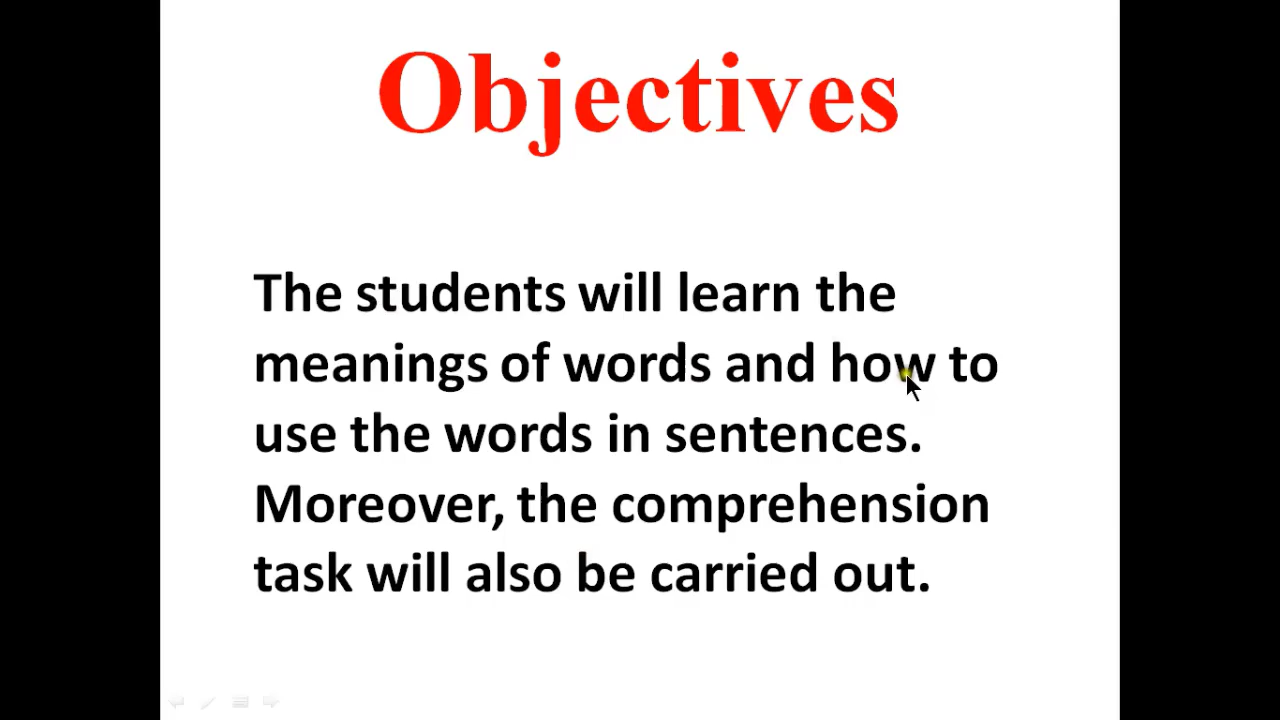 Objectives
The students will learn the
meanings of words and how to
use the words in sentences.
Moreover, the comprehension
task will also be carried out.